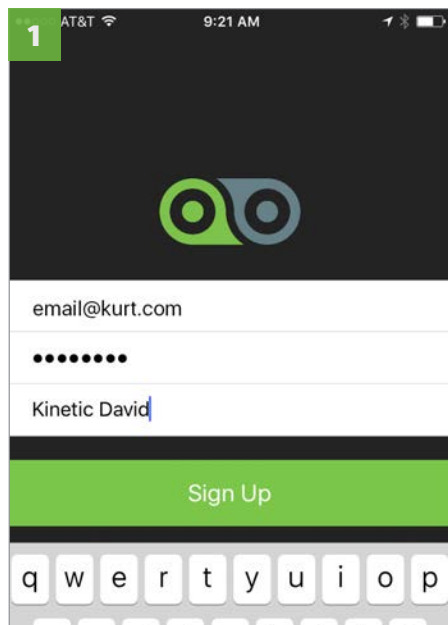 1
AT&T 9:21 AM
email@kurt.com
••••••••
Kinetic David
Sign Up
q w e r t y u i o p